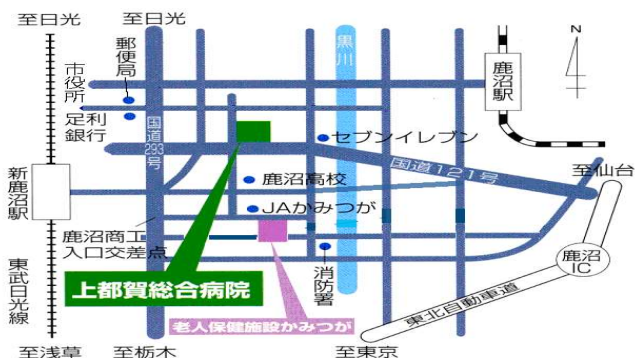 至日光
至日光
郵便局
市役所
足利
銀行
国道293号
黒川
鹿沼駅
N
セブンイレブン
国道121号
至仙台
新鹿沼駅
鹿沼高校
JAかみつが
鹿沼商工
入口交差点
消防署
鹿沼
IC
上都賀総合病院
東北自動車道
東武日光線
老人保健施設かみつが
至浅草
至栃木
至東京